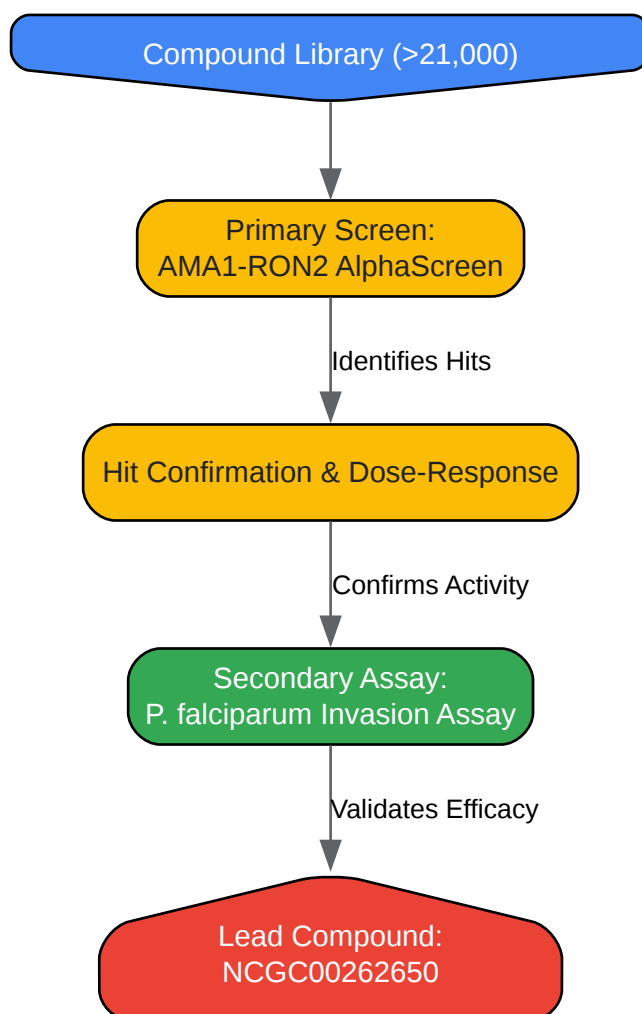 Compound Library (>21,000)
Primary Screen:
AMA1-RON2 AlphaScreen
Identifies Hits
Hit Confirmation & Dose-Response
Confirms Activity
Secondary Assay:
P. falciparum Invasion Assay
Validates Efficacy
Lead Compound:
NCGC00262650